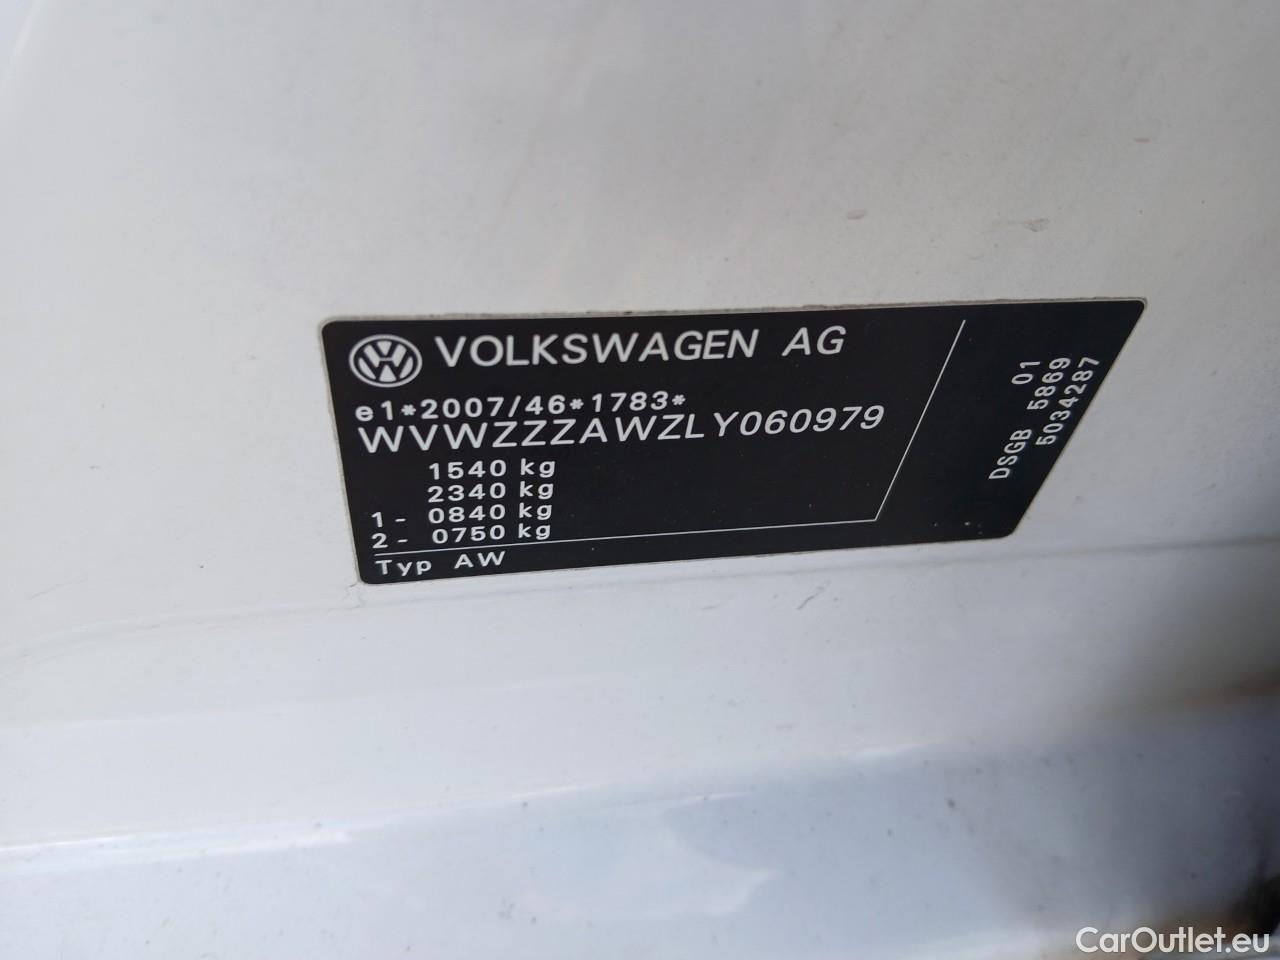 VOLKSWAGEN AG
e1*2007/46*1783*
WVWZZZAWZLY060979
1540 kg
2340 kg
1- 0840 kg
2- 0750 kg
Typ AW
DSGB 5869 01
5034287
CarOutlet.eu